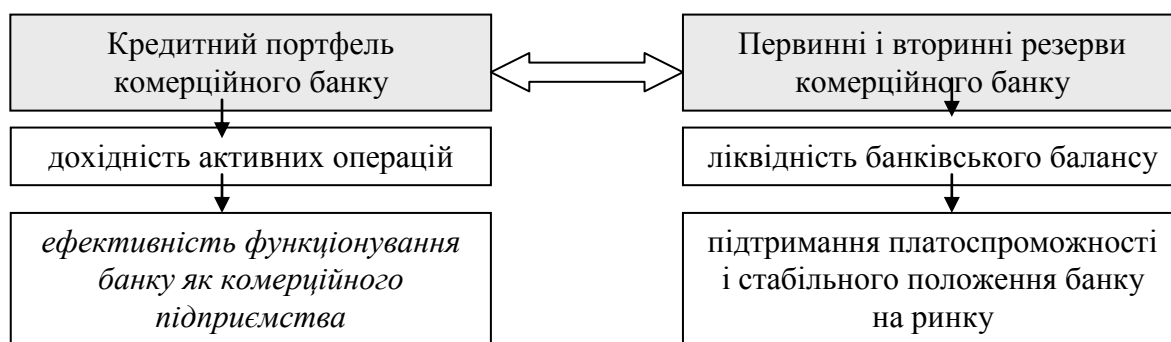 Кредитний портфель
комерційного банку
дохідність активних операцій
ефективність функціонування
банку як комерційного
підприємства
Первинні і вторинні резерви
комерційного банку
ліквідність банківського балансу
підтримання платоспроможності
і стабільного положення банку
на ринку